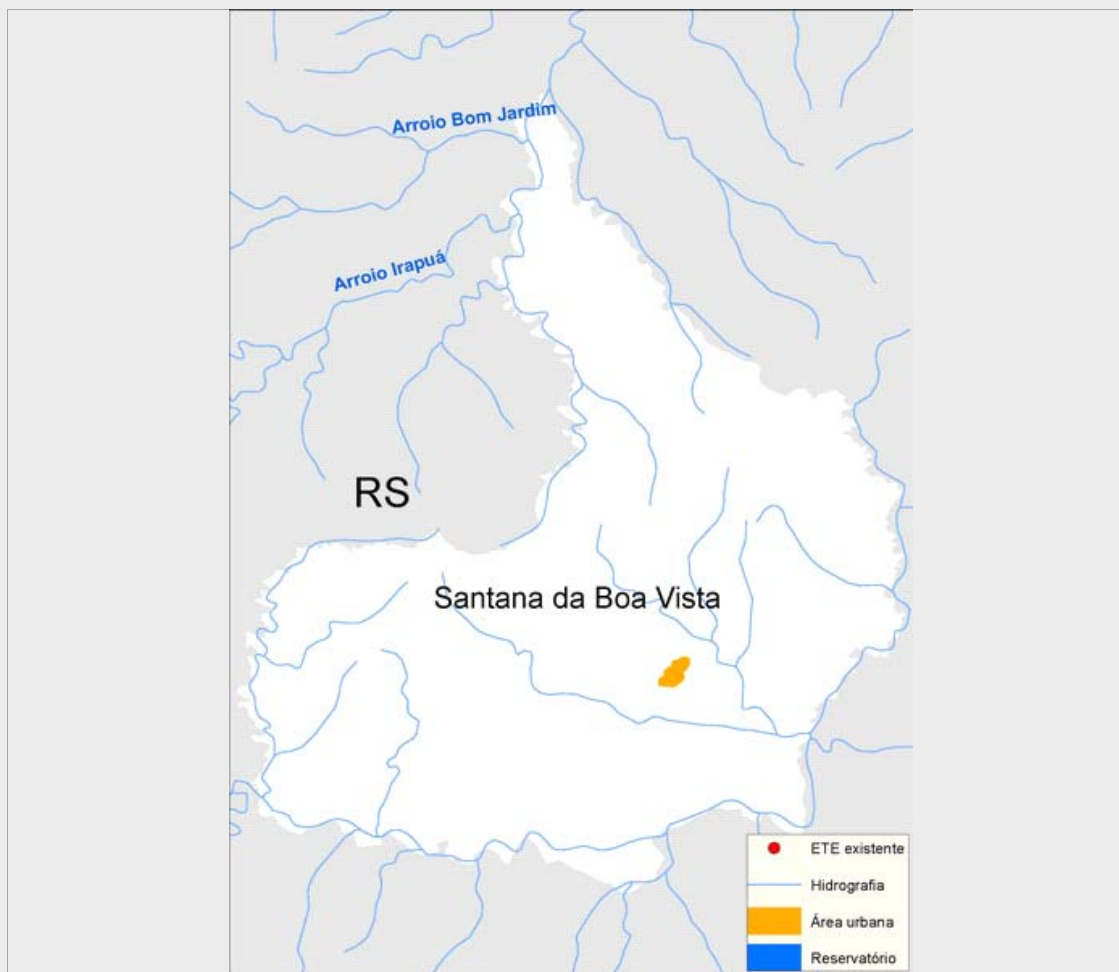 Arroio Bom Jardim
Arroio Irapuá
RS
Santana da Boa Vista
ETE existente
Hidrografia
Área urbana
Reservatório